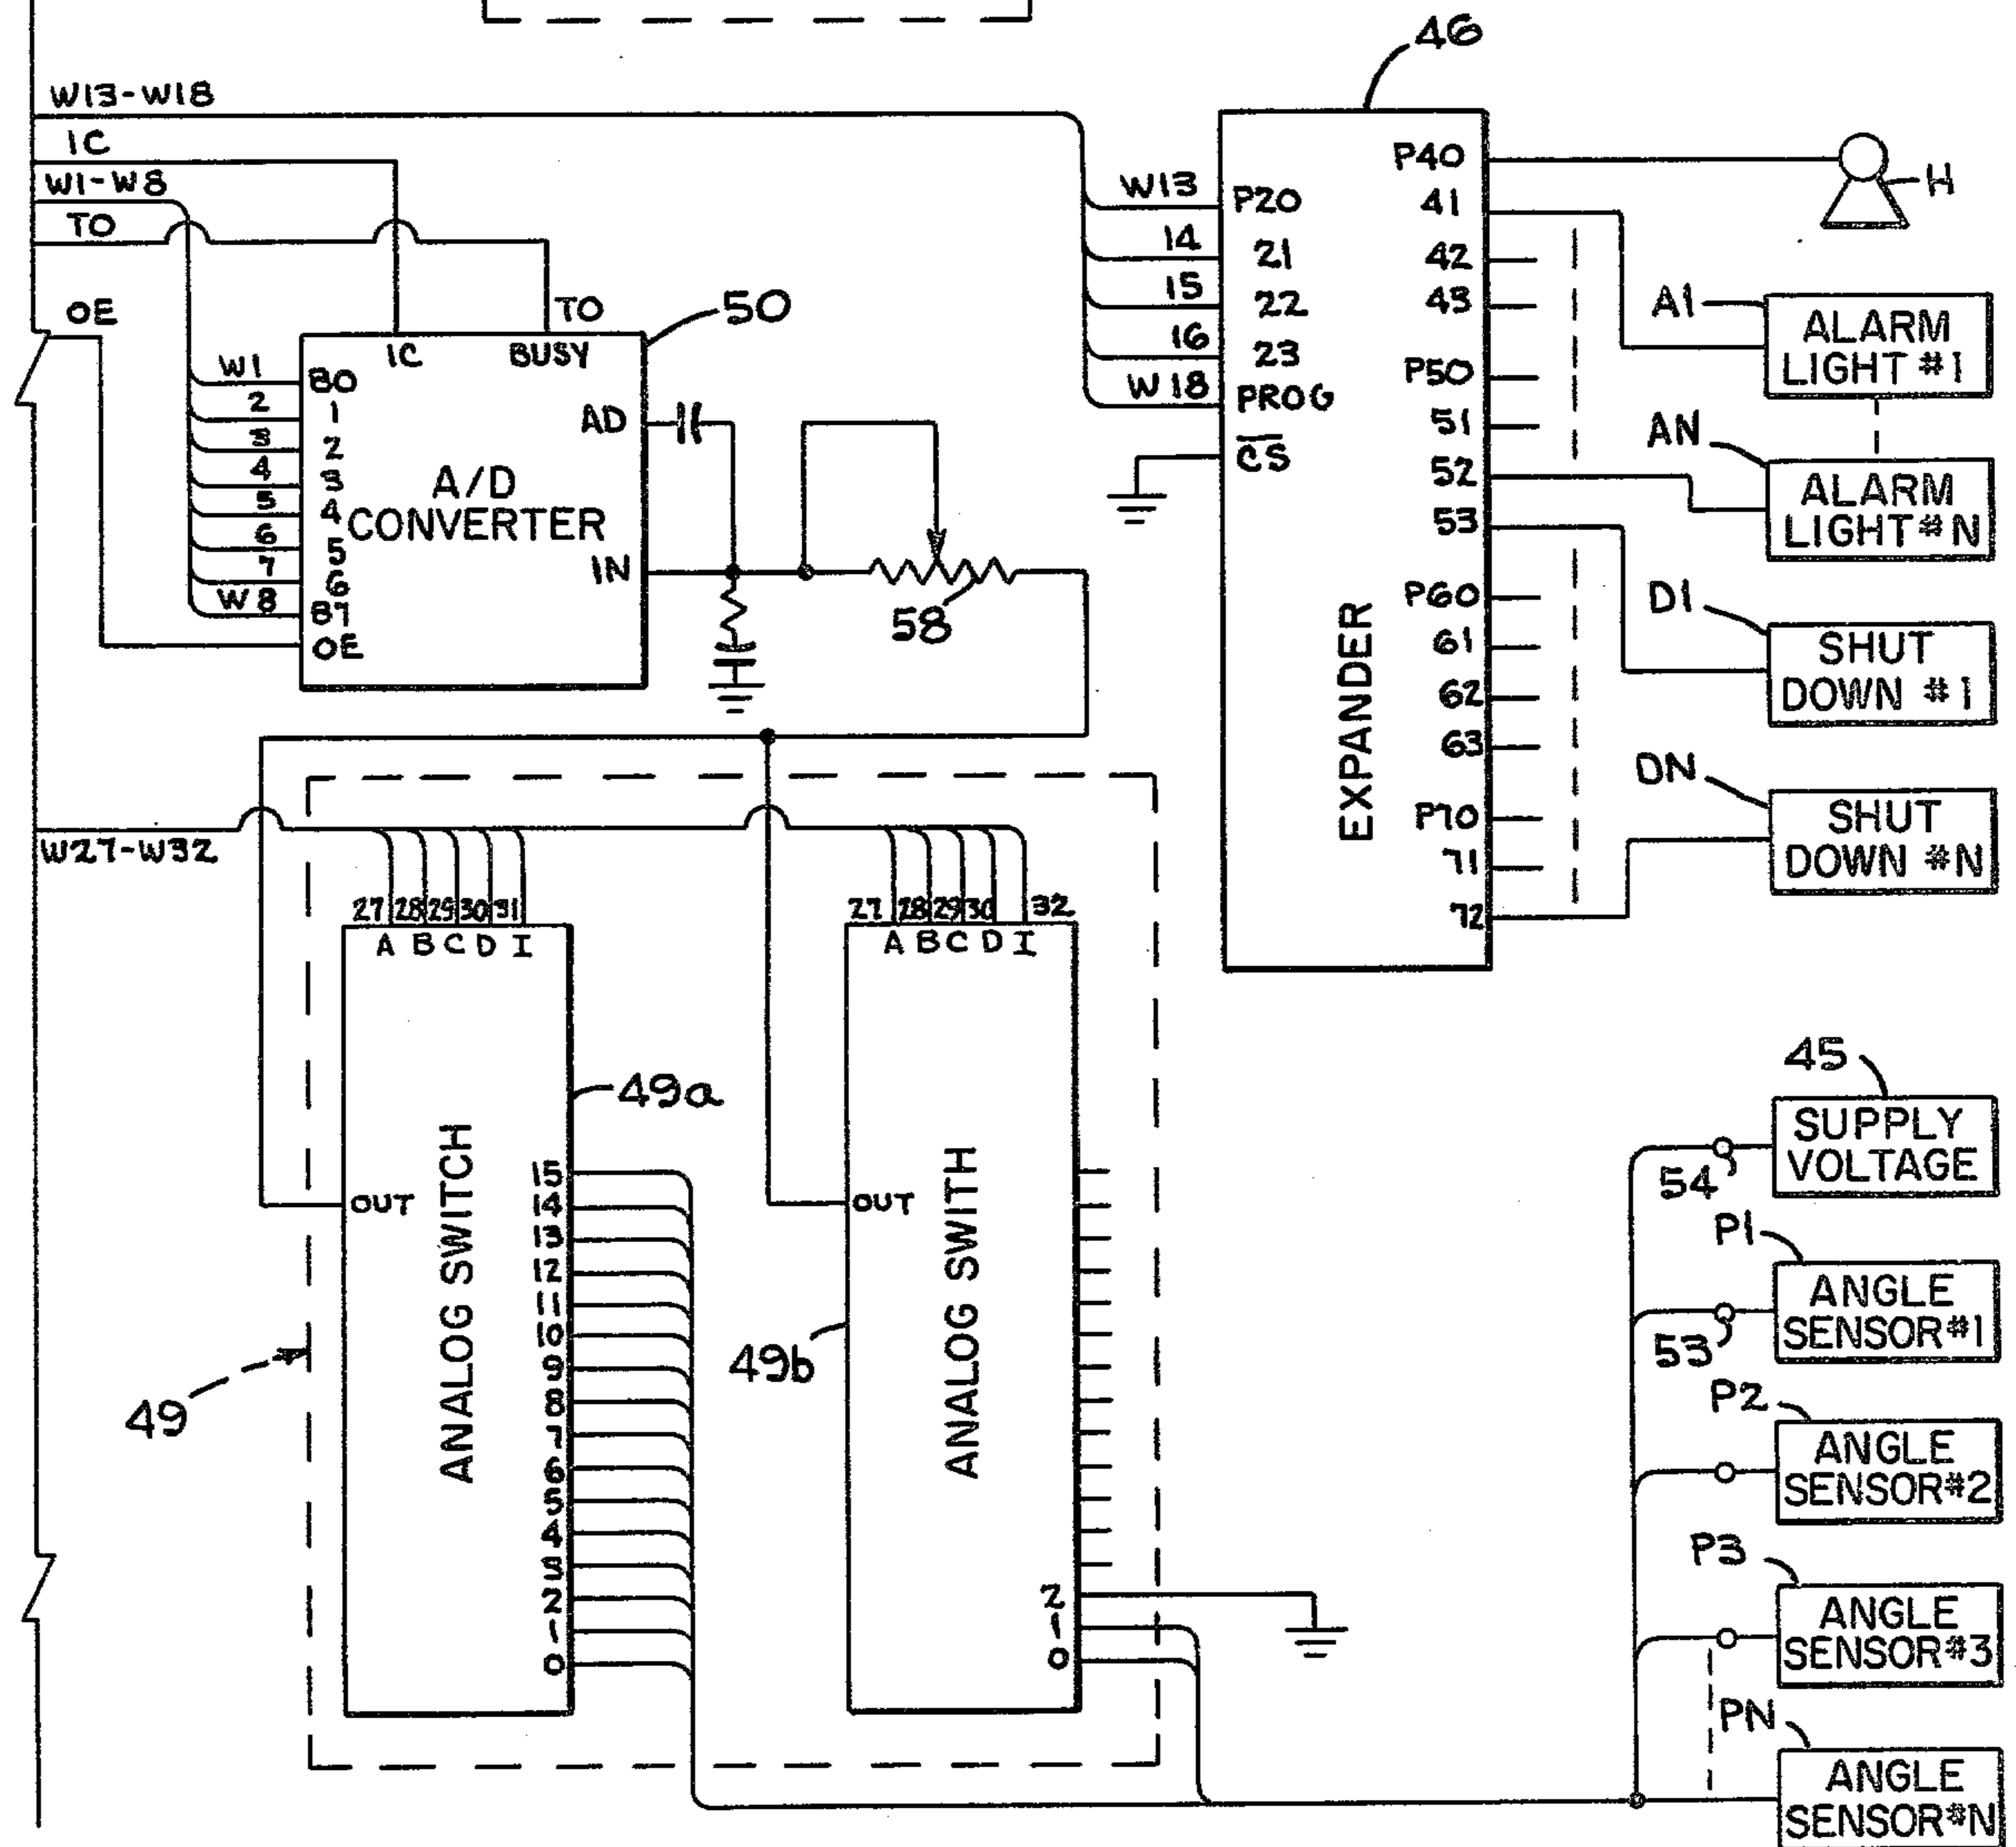 46
W13-W18
IC
W1-W8
TO
OE
TO
50
IC BUSY
W1 B0
2 1
3 2
4 3
5 4
6 5
7 6
W8 B7
OE
AD
A/D
CONVERTER
IN
58
W13 P20
14 21
15 22
16 23
W18 PROG
CS
EXPANDER
P40
41
42
43
P50
51
52
53
P60
61
62
63
P70
71
72
H
A1
ALARM
LIGHT #1
AN
ALARM
LIGHT #N
D1
SHUT
DOWN #1
DN
SHUT
DOWN #N
W27-W32
27 28 29 30 31
A B C D I
27 28 29 30 32
A B C D I
49a
ANALOG SWITCH
OUT
15
14
13
12
11
10
9
8
7
6
5
4
3
2
1
0
49
49b
ANALOG SWITH
OUT
2
1
0
45
SUPPLY
VOLTAGE
54
P1
ANGLE
SENSOR#1
53
P2
ANGLE
SENSOR#2
P3
ANGLE
SENSOR#3
PN
ANGLE
SENSOR#N